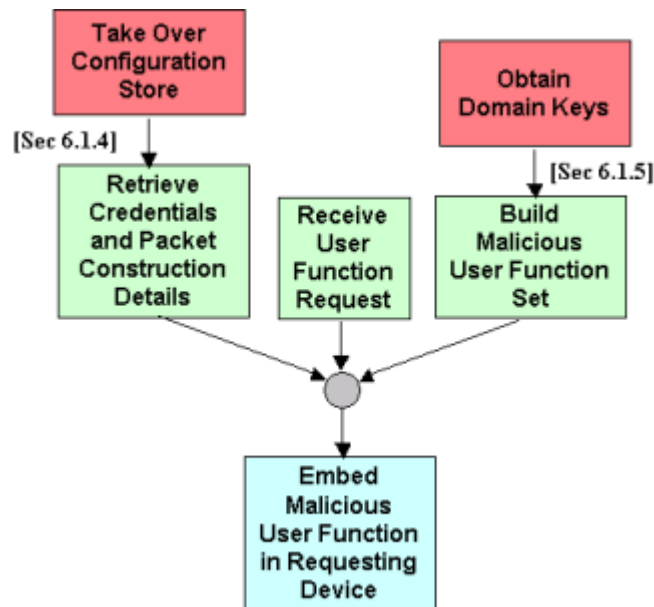 Take Over
Configuration
Store
Obtain
Domain Keys
[Sec 6.1.4]
[Sec 6.1.5]
Retrieve
Credentials
and Packet
Construction
Details
Receive
User
Function
Request
Build
Malicious
User Function
Set
Embed
Malicious
User Function
in Requesting
Device